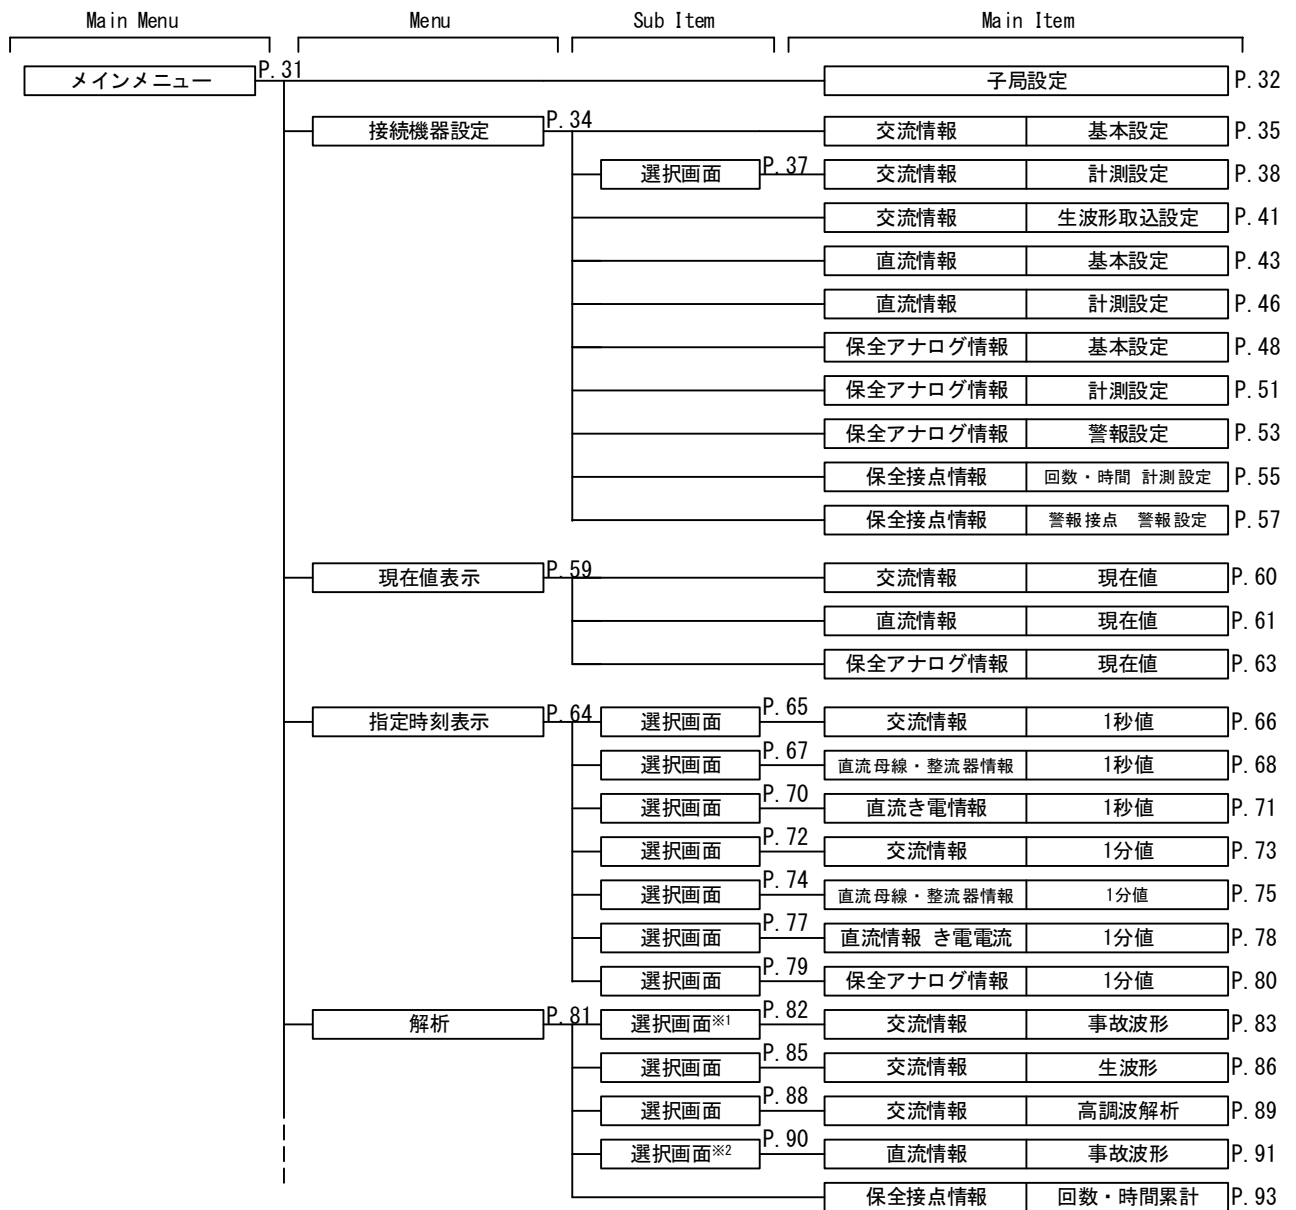 Main Menu Menu Sub Item Main Item
メインメニュー P.31 子局設定 P.32
接続機器設定 P.34 交流情報 基本設定 P.35
選択画面 P.37 交流情報 計測設定 P.38
交流情報 生波形取込設定 P.41
直流情報 基本設定 P.43
直流情報 計測設定 P.46
保全アナログ情報 基本設定 P.48
保全アナログ情報 計測設定 P.51
保全アナログ情報 警報設定 P.53
保全接点情報 回数・時間 計測設定 P.55
保全接点情報 警報接点 警報設定 P.57
現在値表示 P.59 交流情報 現在値 P.60
直流情報 現在値 P.61
保全アナログ情報 現在値 P.63
指定時刻表示 P.64 選択画面 P.65 交流情報 1秒値 P.66
選択画面 P.67 直流母線・整流器情報 1秒値 P.68
選択画面 P.70 直流き電情報 1秒値 P.71
選択画面 P.72 交流情報 1分値 P.73
選択画面 P.74 直流母線・整流器情報 1分値 P.75
選択画面 P.77 直流情報 き電電流 1分値 P.78
選択画面 P.79 保全アナログ情報 1分値 P.80
解析 P.81 選択画面※1 P.82 交流情報 事故波形 P.83
選択画面 P.85 交流情報 生波形 P.86
選択画面 P.88 交流情報 高調波解析 P.89
選択画面※2 P.90 直流情報 事故波形 P.91
保全接点情報 回数・時間累計 P.93